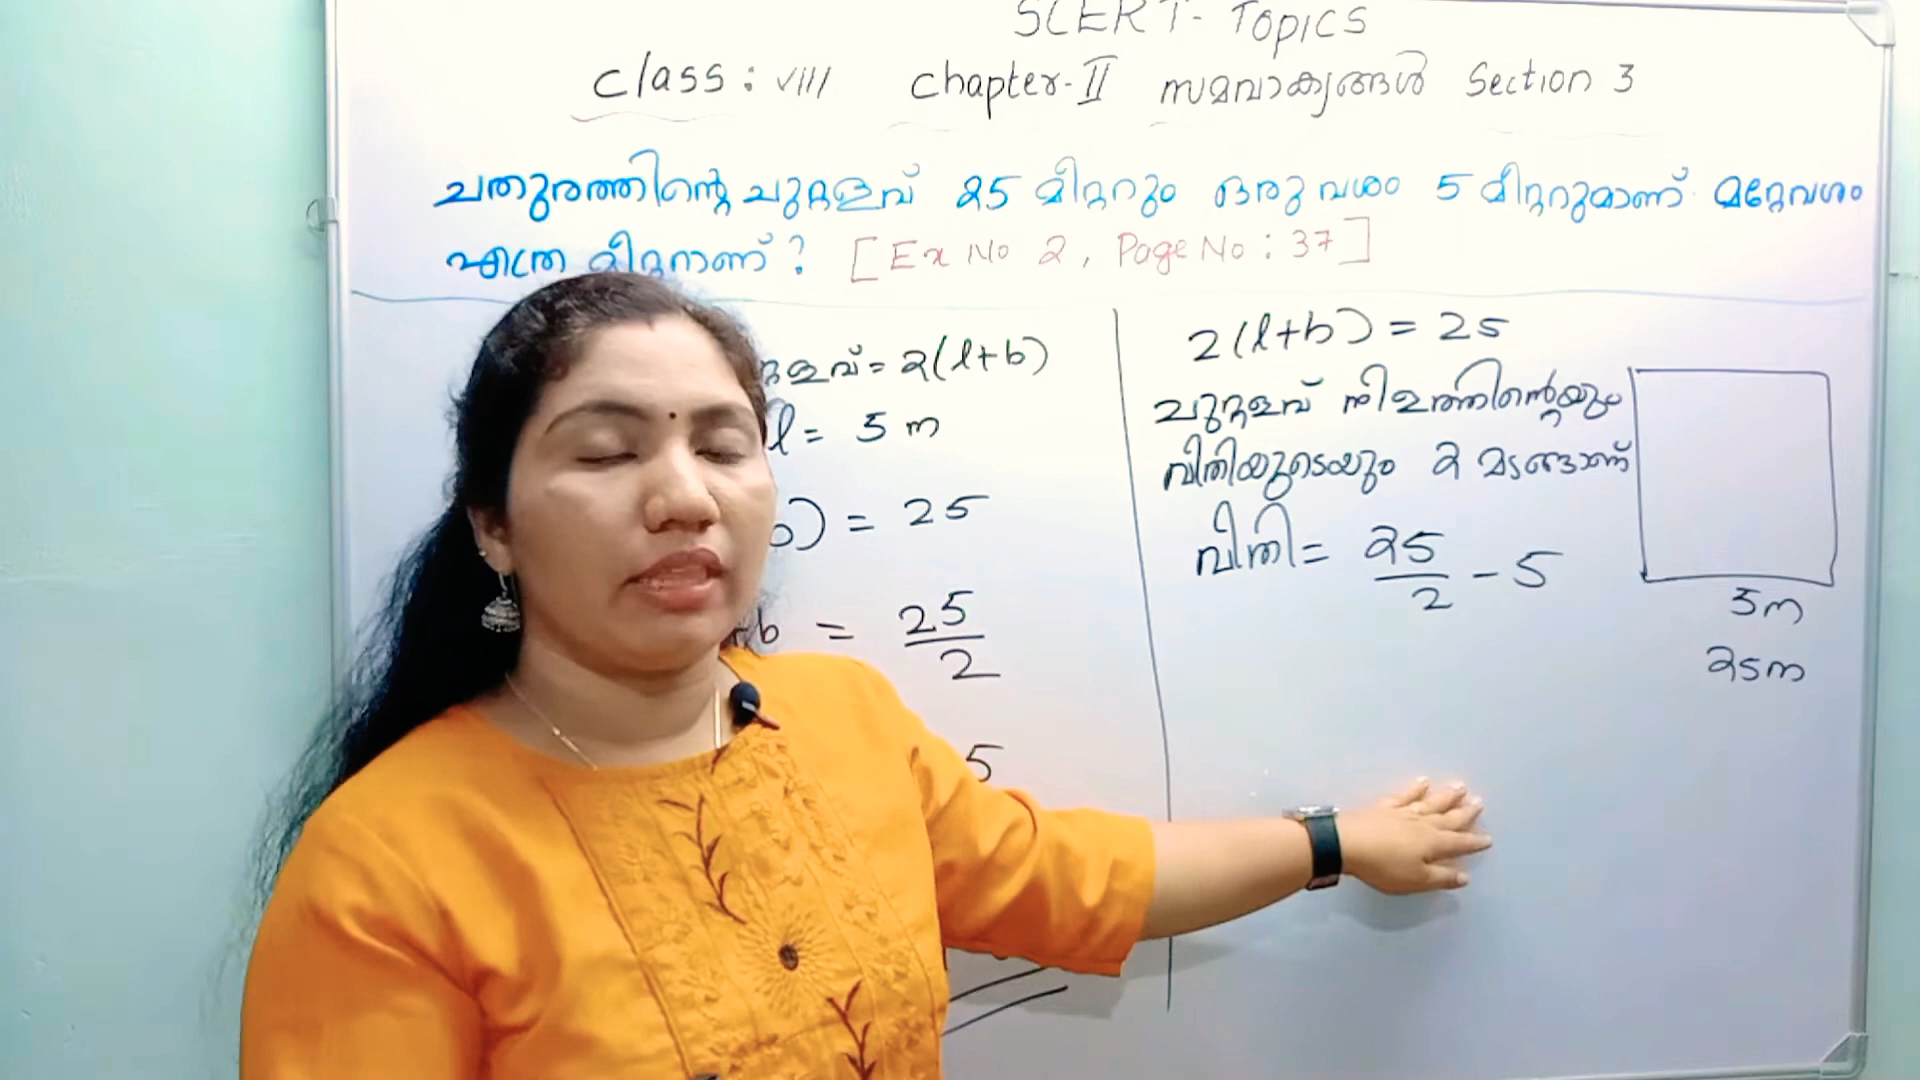 SCERT- Topics
Class: VIII Chapter-II സമവാക്യങ്ങൾ Section 3
ചതുരത്തിന്റെ ചുറ്റളവ് 25 മീറ്ററും ഒരു വശം 5 മീറ്ററുമാണ് മറ്റേവശം
എത്ര മീറ്ററാണ്? [Ex No 2, Page No: 37]
= 2(l+b)
l = 5 m
b) = 25
+b = 25/2
5
2(l+b) = 25
ചുറ്റളവ് നീളത്തിന്റെയും
വീതിയുടെയും 2 മടങ്ങാണ്
വീതി = 25/2 - 5
5m
25m